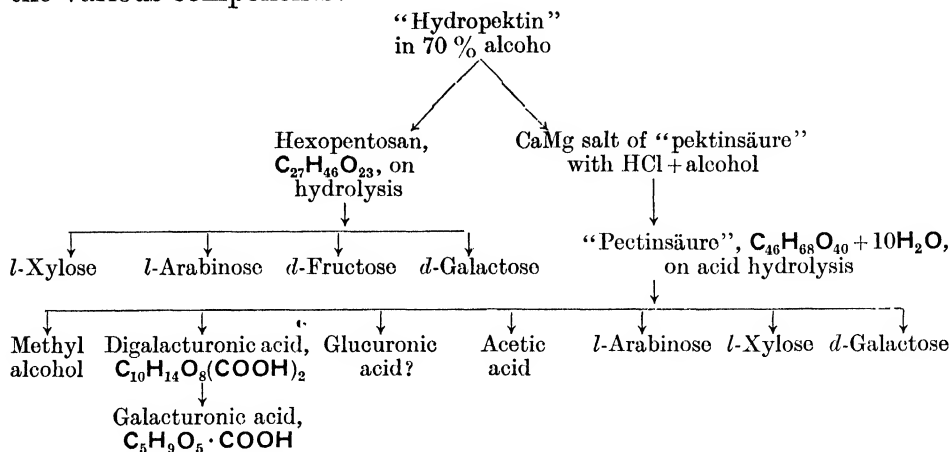 the various components.
"Hydropektin"
in 70 % alcoho
Hexopentosan,
C₂₇H₄₆O₂₃, on
hydrolysis
CaMg salt of "pektinsäure"
with HCl + alcohol
"Pectinsäure", C₄₆H₆₈O₄₀ + 10H₂O,
on acid hydrolysis
l-Xylose l-Arabinose d-Fructose d-Galactose
Methyl
alcohol
Digalacturonic acid,
C₁₀H₁₄O₈(COOH)₂
Glucuronic
acid?
Acetic
acid
l-Arabinose l-Xylose d-Galactose
Galacturonic acid,
C₅H₉O₅·COOH